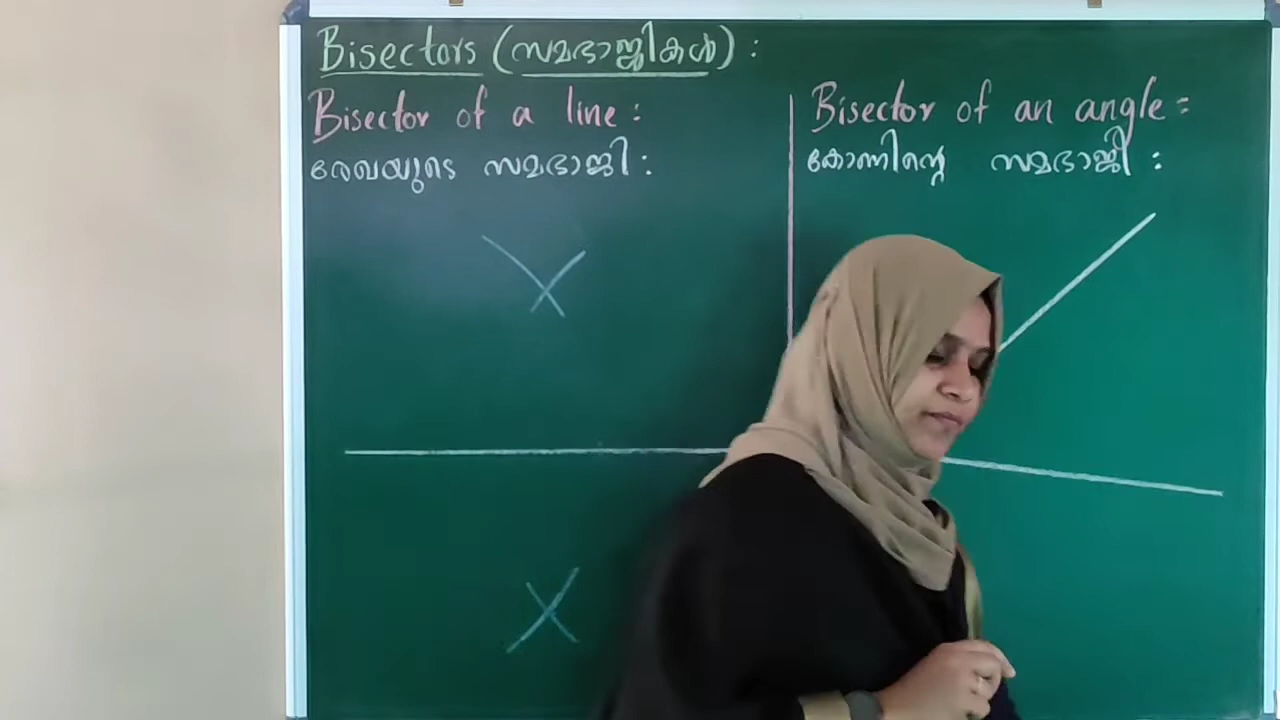 Bisectors (സമഭാജികൾ) :
Bisector of a line :
രേഖയുടെ സമഭാജി :
Bisector of an angle :
കോണിന്റെ സമഭാജി :